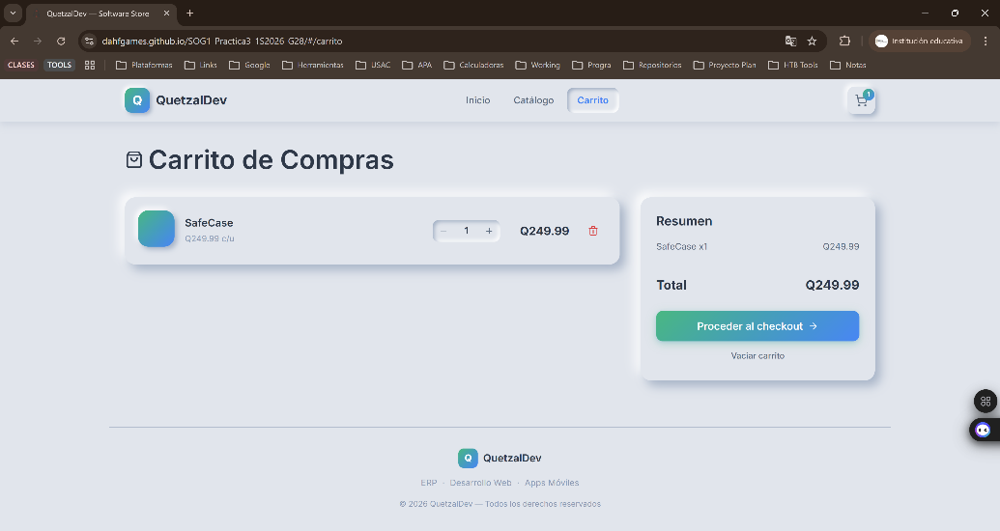 QuetzalDev — Software Store
dahfgames.github.io/SOG1_Practica3_1S2026_G28/#/carrito
Institución educativa
CLASES TOOLS Plataformas Links Google Herramientas USAC APA Calculadoras Working Progra Repositorios Proyecto Plan HTB Tools Notas
Q QuetzalDev Inicio Catálogo Carrito 1
Carrito de Compras
SafeCase
Q249.99 c/u
− 1 + Q249.99
Resumen
SafeCase x1 Q249.99
Total Q249.99
Proceder al checkout →
Vaciar carrito
Q QuetzalDev
ERP · Desarrollo Web · Apps Móviles
© 2026 QuetzalDev — Todos los derechos reservados